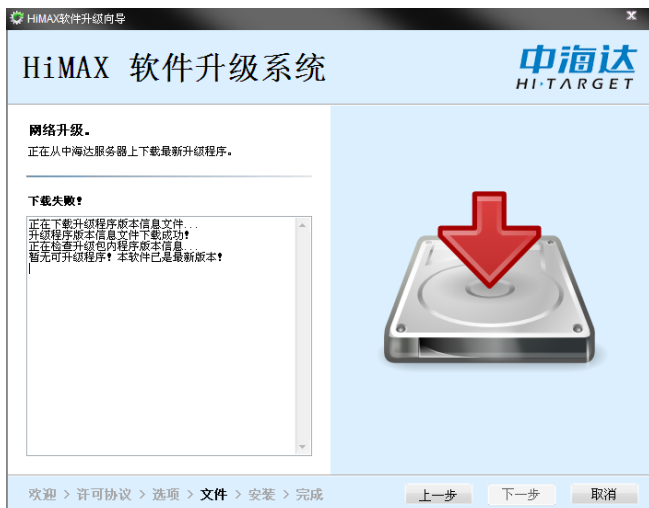 HiMAX软件升级向导
HiMAX 软件升级系统
中海达
HI·TARGET
网络升级。
正在从中海达服务器上下载最新升级程序。
下载失败!
正在下载升级程序版本信息文件...
升级程序版本信息文件下载成功!
正在检查升级包内程序版本信息...
暂无可升级程序! 本软件已是最新版本!
欢迎 > 许可协议 > 选项 > 文件 > 安装 > 完成
上一步 下一步 取消